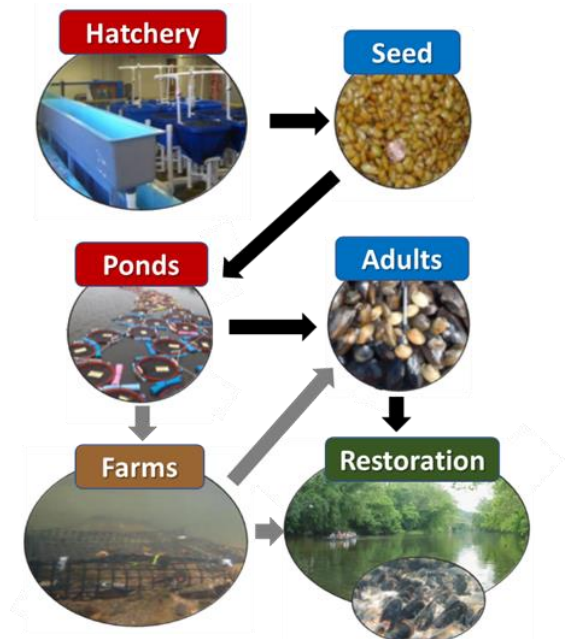 Hatchery
Seed
Ponds
Adults
Farms
Restoration